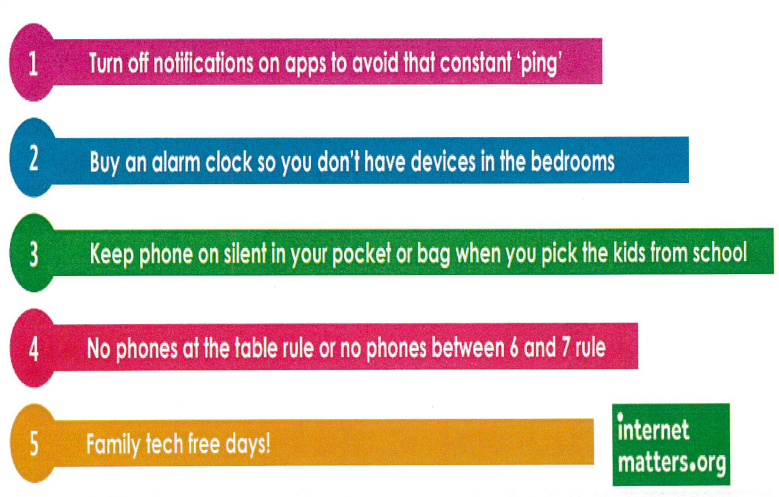 1 Turn off notifications on apps to avoid that constant ‘ping’
2 Buy an alarm clock so you don’t have devices in the bedrooms
3 Keep phone on silent in your pocket or bag when you pick the kids from school
4 No phones at the table rule or no phones between 6 and 7 rule
5 Family tech free days!
internet
matters.org